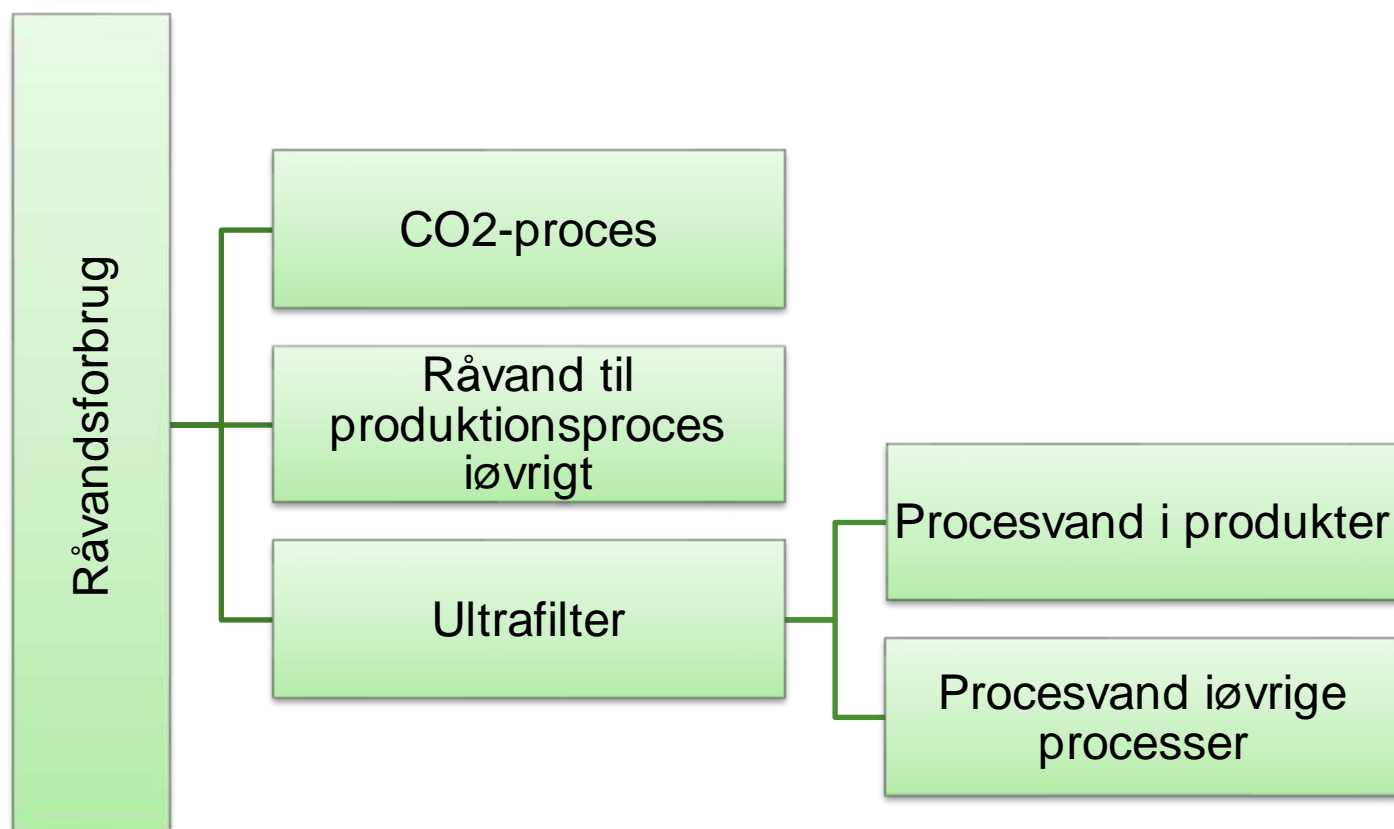 Råvandsforbrug
CO2-proces
Råvand til
produktionsproces
iøvrigt
Ultrafilter
Procesvand i produkter
Procesvand iøvrige
processer